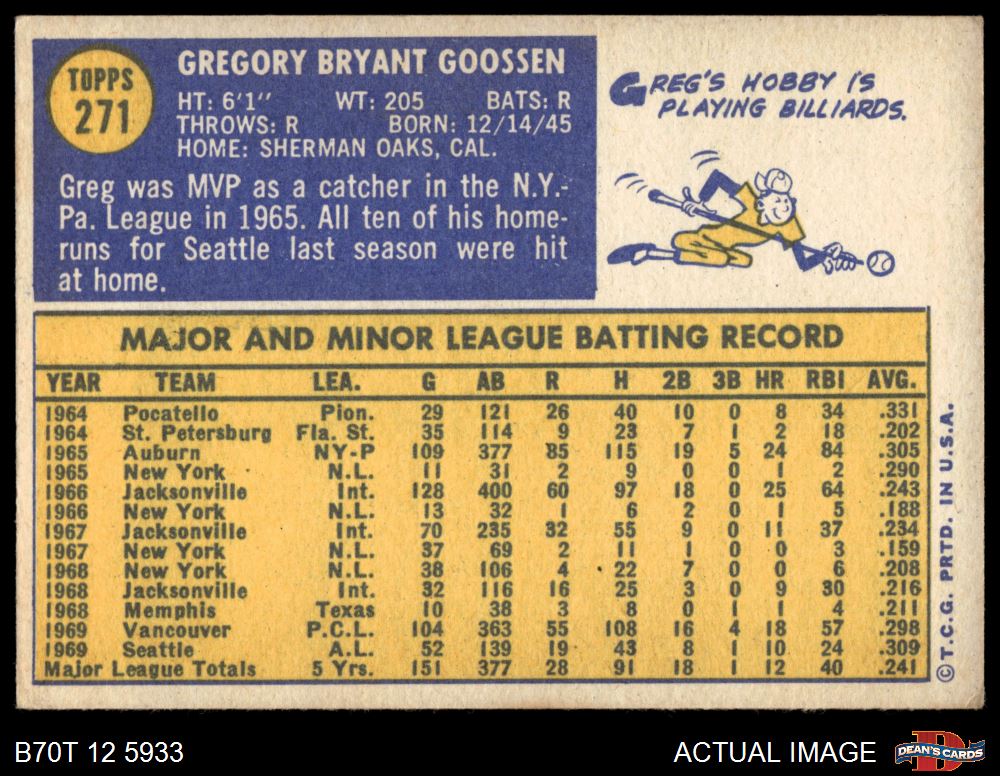 TOPPS
271
GREGORY BRYANT GOOSSEN
HT: 6'1" WT: 205 BATS: R
THROWS: R BORN: 12/14/45
HOME: SHERMAN OAKS, CAL.
Greg was MVP as a catcher in the N.Y.-
Pa. League in 1965. All ten of his home-
runs for Seattle last season were hit
at home.
GREG'S HOBBY IS
PLAYING BILLIARDS.
MAJOR AND MINOR LEAGUE BATTING RECORD
YEAR TEAM LEA. G AB R H 2B 3B HR RBI AVG.
1964 Pocatello Pion. 29 121 26 40 10 0 8 34 .331
1964 St. Petersburg Fla. St. 35 114 9 23 7 1 2 18 .202
1965 Auburn NY-P 109 377 85 115 19 5 24 84 .305
1965 New York N.L. 11 31 2 9 0 0 1 2 .290
1966 Jacksonville Int. 128 400 60 97 18 0 25 64 .243
1966 New York N.L. 13 32 1 6 2 0 1 5 .188
1967 Jacksonville Int. 70 235 32 55 9 0 11 37 .234
1967 New York N.L. 37 69 2 11 1 0 0 3 .159
1968 New York N.L. 38 106 4 22 7 0 0 6 .208
1968 Jacksonville Int. 32 116 16 25 3 0 9 30 .216
1968 Memphis Texas 10 38 3 8 0 1 1 4 .211
1969 Vancouver P.C.L. 104 363 55 108 16 4 18 57 .298
1969 Seattle A.L. 52 139 19 43 8 1 10 24 .309
Major League Totals 5 Yrs. 151 377 28 91 18 1 12 40 .241
© T.C.G. PRTD. IN U.S.A.
B70T 12 5933
ACTUAL IMAGE
DEAN'S CARDS